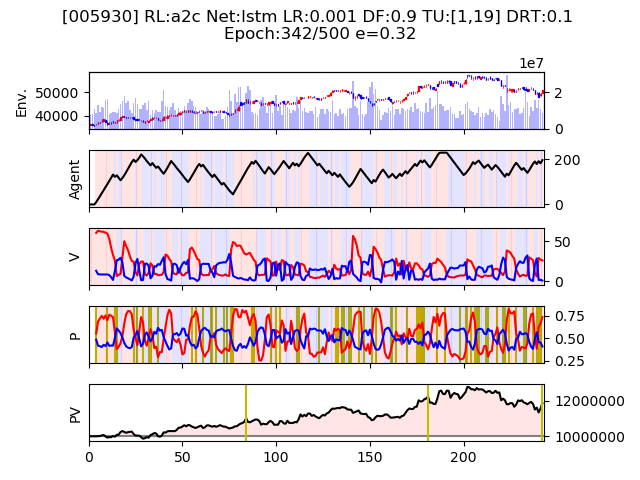 [005930] RL:a2c Net:lstm LR:0.001 DF:0.9 TU:[1,19] DRT:0.1
Epoch:342/500 e=0.32
1e7
Env.
50000
40000
2
0
Agent
200
0
V
50
0
P
0.75
0.50
0.25
PV
12000000
10000000
0 50 100 150 200